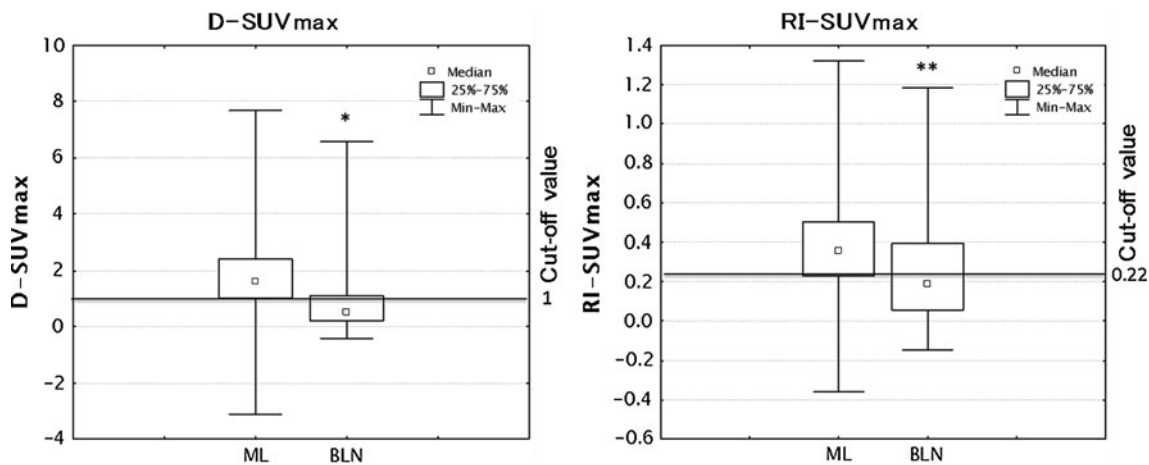 D-SUVmax
10
8
6
4
2
0
-2
-4
D-SUVmax
Median
25%-75%
Min-Max
*
ML
BLN
1
Cut-off value
RI-SUVmax
1.4
1.2
1.0
0.8
0.6
0.4
0.2
0.0
-0.2
-0.4
-0.6
RI-SUVmax
**
Median
25%-75%
Min-Max
ML
BLN
0.22
Cut-off value